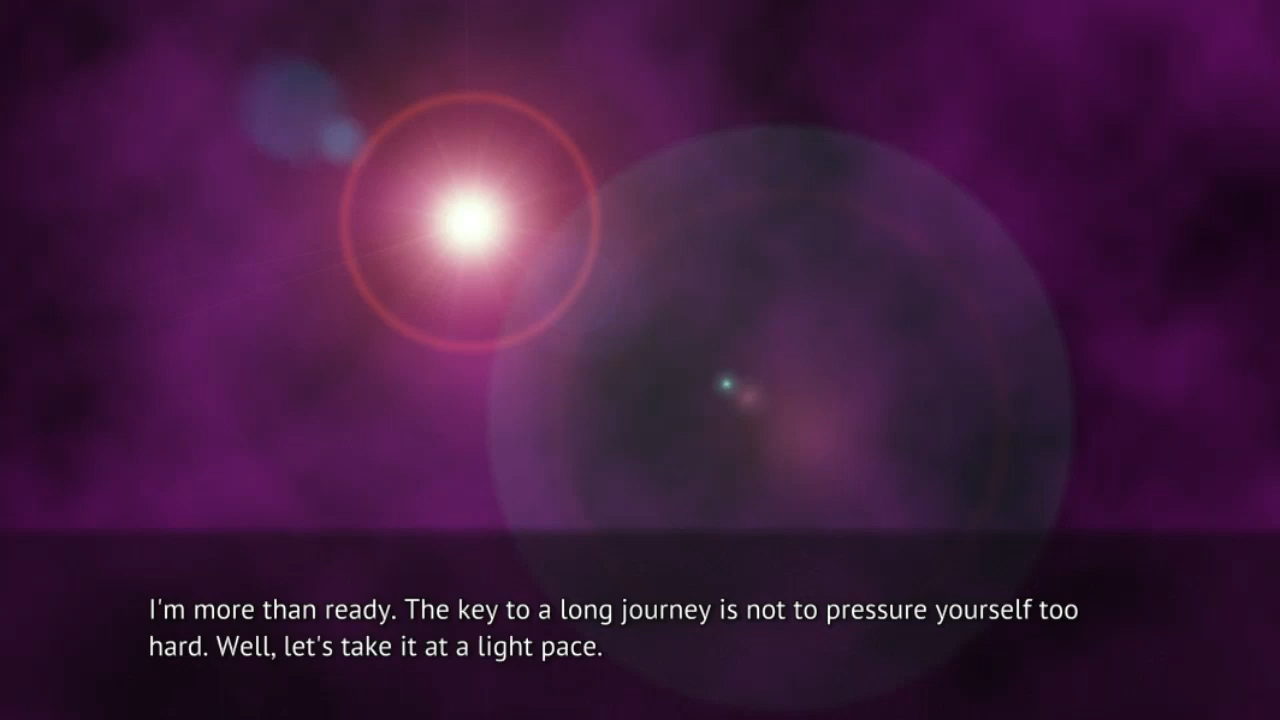 I'm more than ready. The key to a long journey is not to pressure yourself too
hard. Well, let's take it at a light pace.